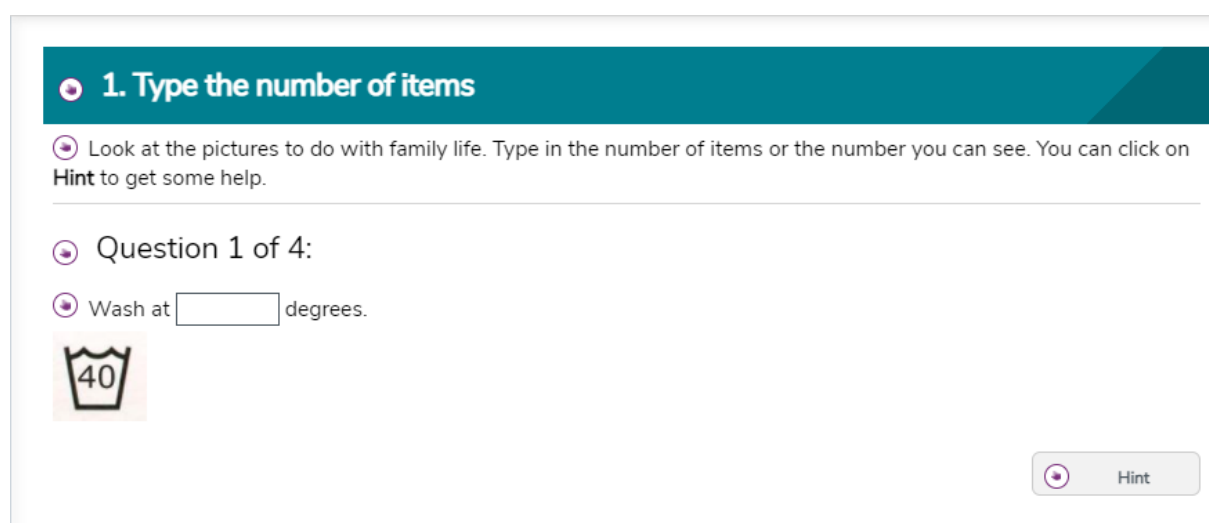 1. Type the number of items
Look at the pictures to do with family life. Type in the number of items or the number you can see. You can click on
Hint to get some help.
Question 1 of 4:
Wash at degrees.
40
Hint